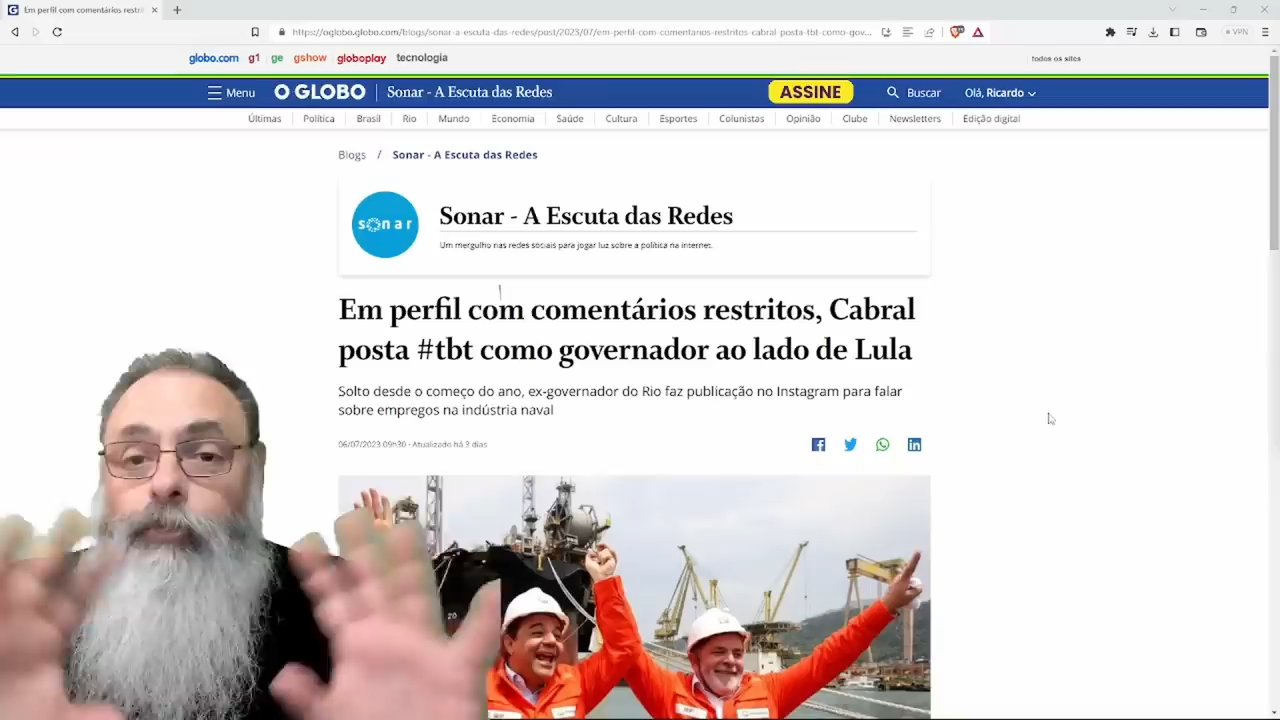 Em perfil com comentários restri
https://oglobo.globo.com/blogs/sonar-a-escuta-das-redes/post/2023/07/em-perfil-com-comentarios-restritos-cabral-posta-tbt-como-gov...
VPN
globo.com g1 ge gshow globoplay tecnologia
todos os sites
Menu O GLOBO Sonar - A Escuta das Redes ASSINE Buscar Olá, Ricardo
Últimas Política Brasil Rio Mundo Economia Saúde Cultura Esportes Colunistas Opinião Clube Newsletters Edição digital
Blogs / Sonar - A Escuta das Redes
sonar
Sonar - A Escuta das Redes
Um mergulho nas redes sociais para jogar luz sobre a política na internet.
Em perfil com comentários restritos, Cabral
posta #tbt como governador ao lado de Lula
Solto desde o começo do ano, ex-governador do Rio faz publicação no Instagram para falar
sobre empregos na indústria naval
06/07/2023 09h30 - Atualizado há 3 dias
20